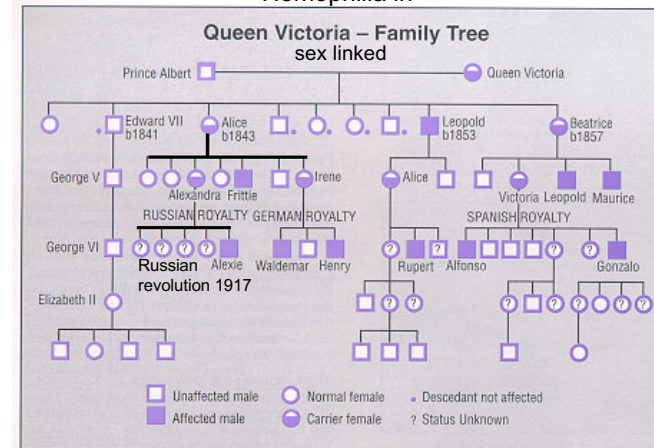 Queen Victoria – Family Tree
sex linked
Prince Albert
Queen Victoria
Edward VII
b1841
Alice
b1843
Leopold
b1853
Beatrice
b1857
George V
Alexandra
Frittie
Irene
Alice
Victoria
Leopold
Maurice
RUSSIAN ROYALTY
GERMAN ROYALTY
SPANISH ROYALTY
George VI
? ? ? ?
Alexie
Waldemar
Henry
?
Rupert
?
Alfonso
?
?
Gonzalo
Russian
revolution 1917
Elizabeth II
? ?
? ?
? ? ?
Unaffected male
Normal female
Descedant not affected
Affected male
Carrier female
? Status Unknown